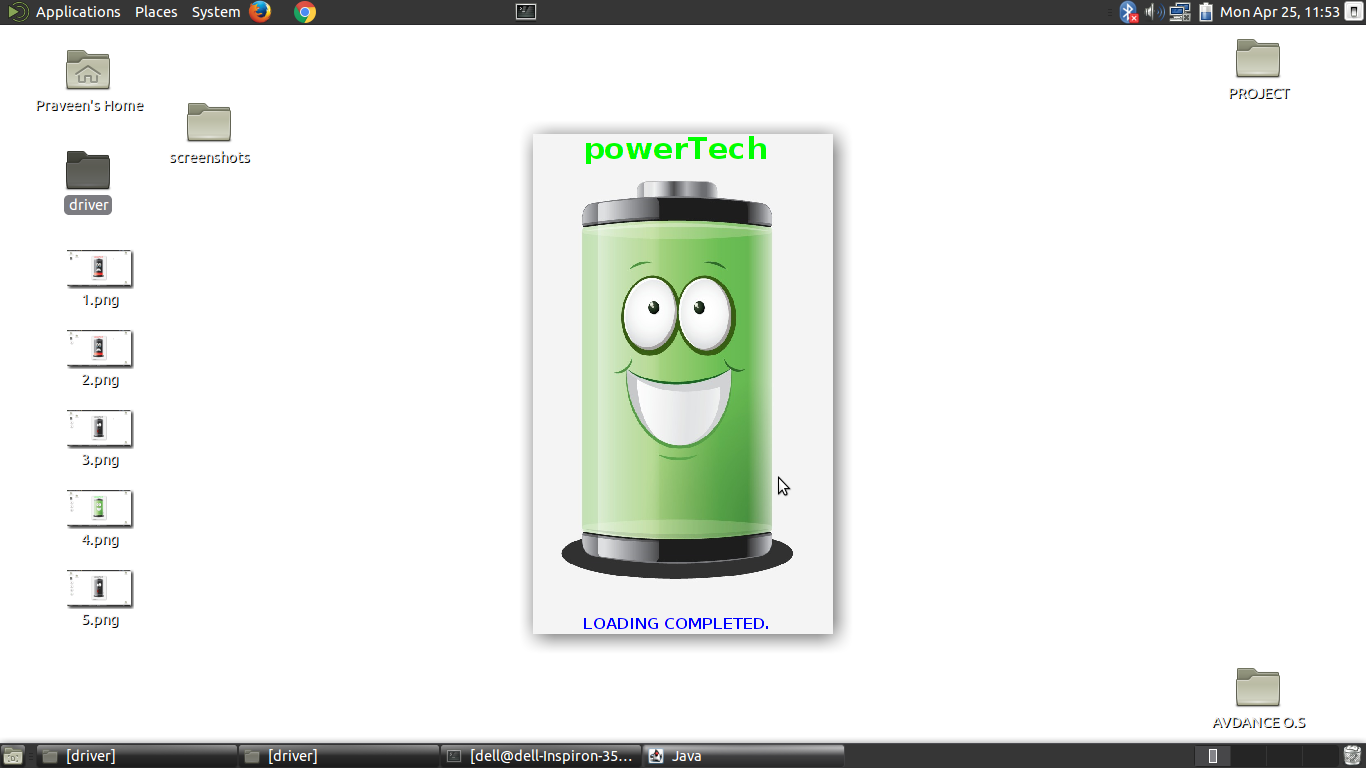 Applications Places System
Mon Apr 25, 11:53
Praveen's Home
screenshots
driver
1.png
2.png
3.png
4.png
5.png
powerTech
LOADING COMPLETED.
PROJECT
AVDANCE O.S
[driver]
[driver]
[dell@dell-Inspiron-35...
Java